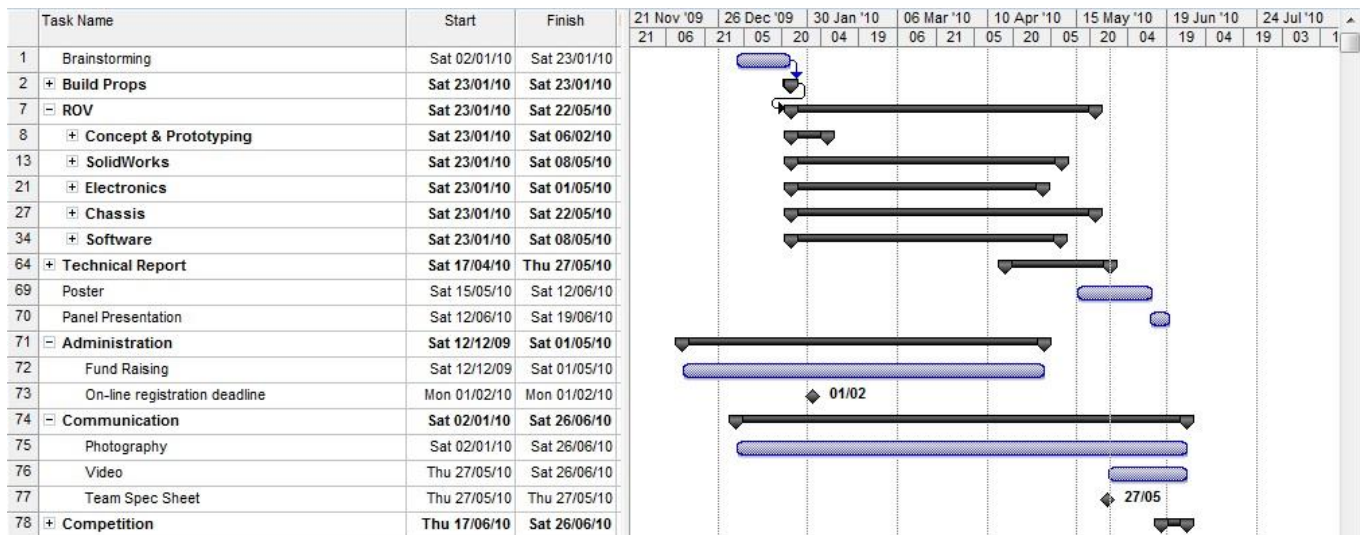 Task Name Start Finish 21 Nov '09 26 Dec '09 30 Jan '10 06 Mar '10 10 Apr '10 15 May '10 19 Jun '10 24 Jul '10
21 06 21 05 20 04 19 06 21 05 20 05 20 04 19 04 19 03 1
1 Brainstorming Sat 02/01/10 Sat 23/01/10
2 Build Props Sat 23/01/10 Sat 23/01/10
7 ROV Sat 23/01/10 Sat 22/05/10
8 Concept & Prototyping Sat 23/01/10 Sat 06/02/10
13 SolidWorks Sat 23/01/10 Sat 08/05/10
21 Electronics Sat 23/01/10 Sat 01/05/10
27 Chassis Sat 23/01/10 Sat 22/05/10
34 Software Sat 23/01/10 Sat 08/05/10
64 Technical Report Sat 17/04/10 Thu 27/05/10
69 Poster Sat 15/05/10 Sat 12/06/10
70 Panel Presentation Sat 12/06/10 Sat 19/06/10
71 Administration Sat 12/12/09 Sat 01/05/10
72 Fund Raising Sat 12/12/09 Sat 01/05/10
73 On-line registration deadline Mon 01/02/10 Mon 01/02/10 01/02
74 Communication Sat 02/01/10 Sat 26/06/10
75 Photography Sat 02/01/10 Sat 26/06/10
76 Video Thu 27/05/10 Sat 26/06/10
77 Team Spec Sheet Thu 27/05/10 Thu 27/05/10 27/05
78 Competition Thu 17/06/10 Sat 26/06/10